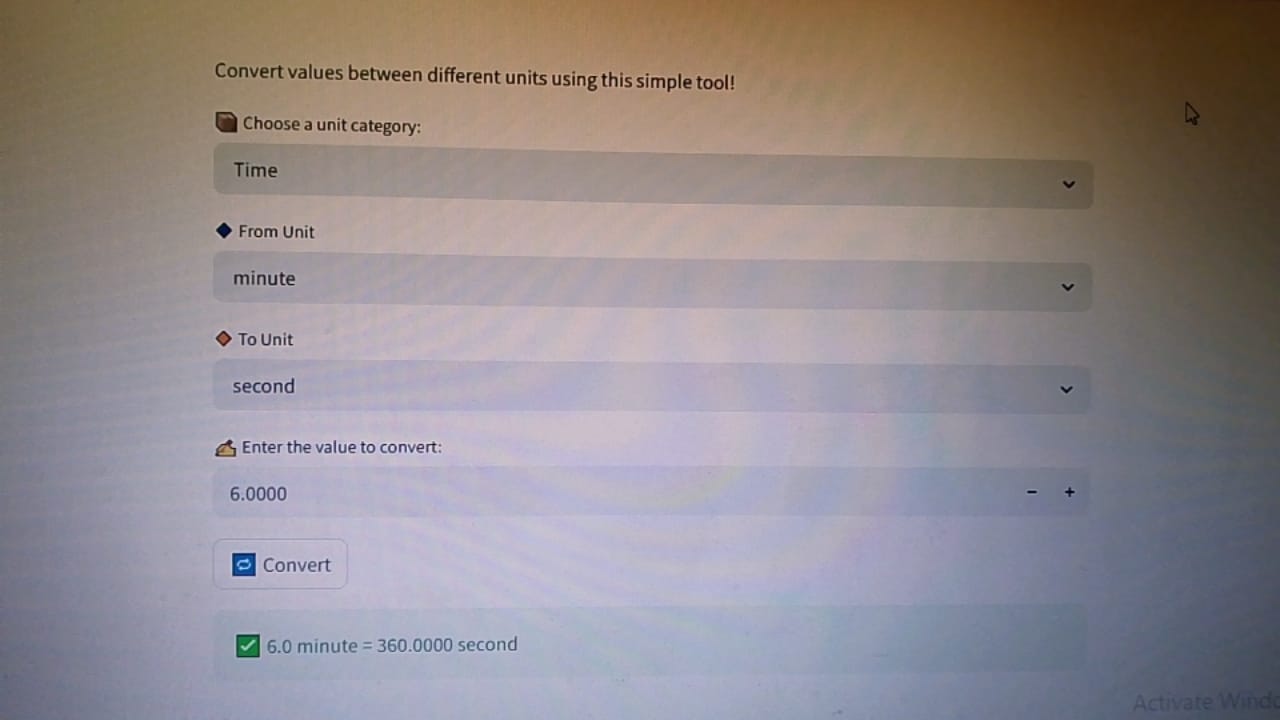 Convert values between different units using this simple tool!
Choose a unit category:
Time
From Unit
minute
To Unit
second
Enter the value to convert:
6.0000
- +
Convert
6.0 minute = 360.0000 second
Activate